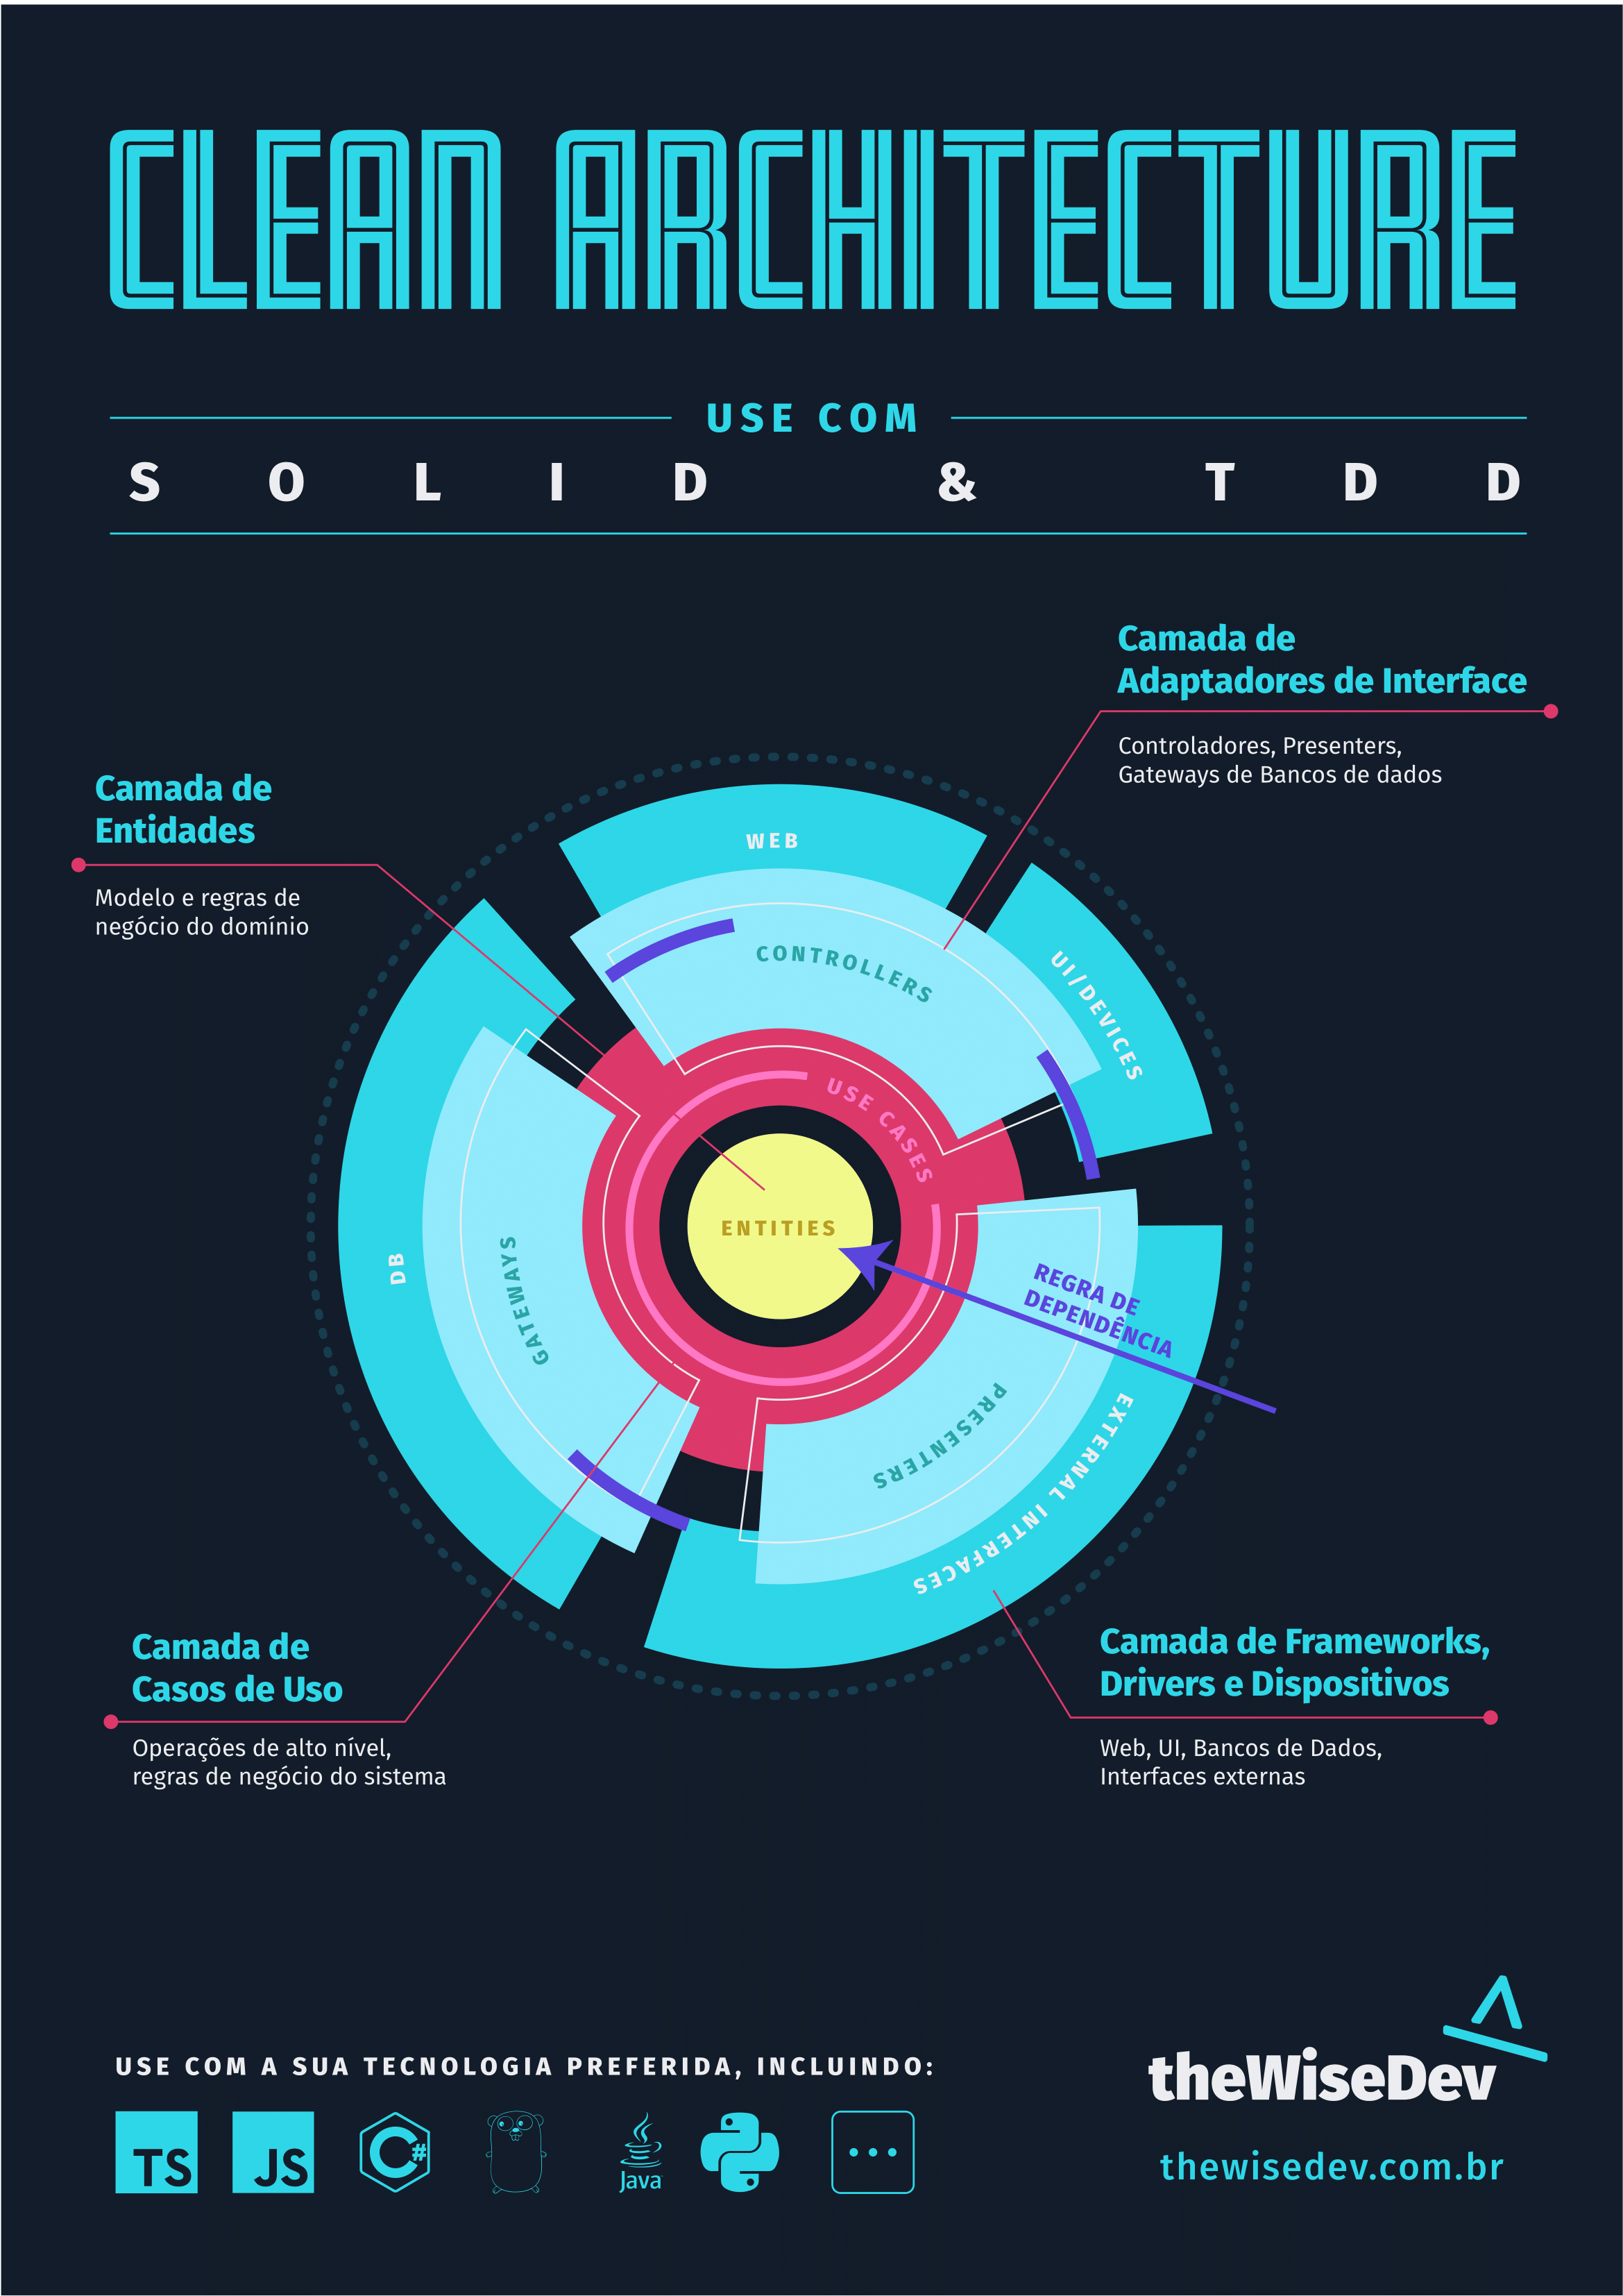 CLEAN ARCHITECTURE
USE COM
SOLID & TDD
Camada de
Adaptadores de Interface
Controladores, Presenters,
Gateways de Bancos de dados
Camada de
Entidades
Modelo e regras de
negócio do domínio
WEB
UI/DEVICES
CONTROLLERS
USE CASES
ENTITIES
DB
GATEWAYS
REGRA DE
DEPENDÊNCIA
PRESENTERS
EXTERNAL INTERFACES
Camada de
Casos de Uso
Operações de alto nível,
regras de negócio do sistema
Camada de Frameworks,
Drivers e Dispositivos
Web, UI, Bancos de Dados,
Interfaces externas
USE COM A SUA TECNOLOGIA PREFERIDA, INCLUINDO:
TS
JS
C#
Java
theWiseDev
thewisedev.com.br